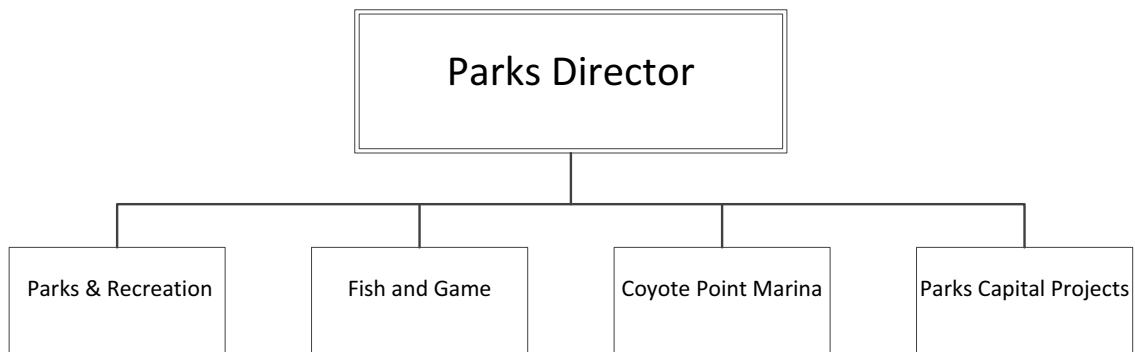 Parks Director
Parks & Recreation
Fish and Game
Coyote Point Marina
Parks Capital Projects